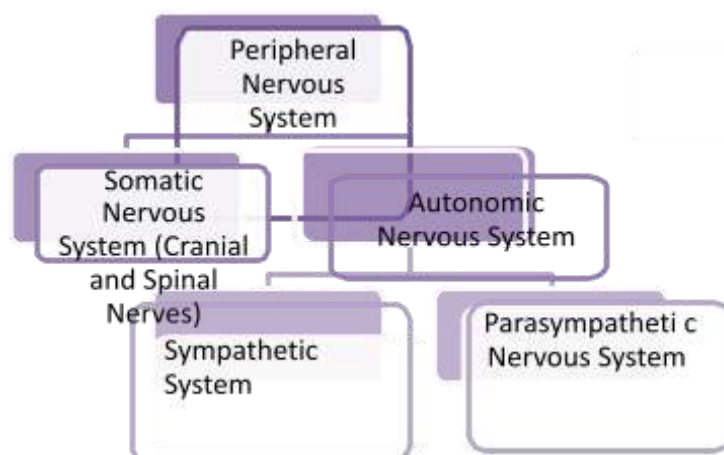 Peripheral
Nervous
System
Somatic
Nervous
System (Cranial
and Spinal
Nerves)
Autonomic
Nervous System
Sympathetic
System
Parasympatheti c
Nervous System